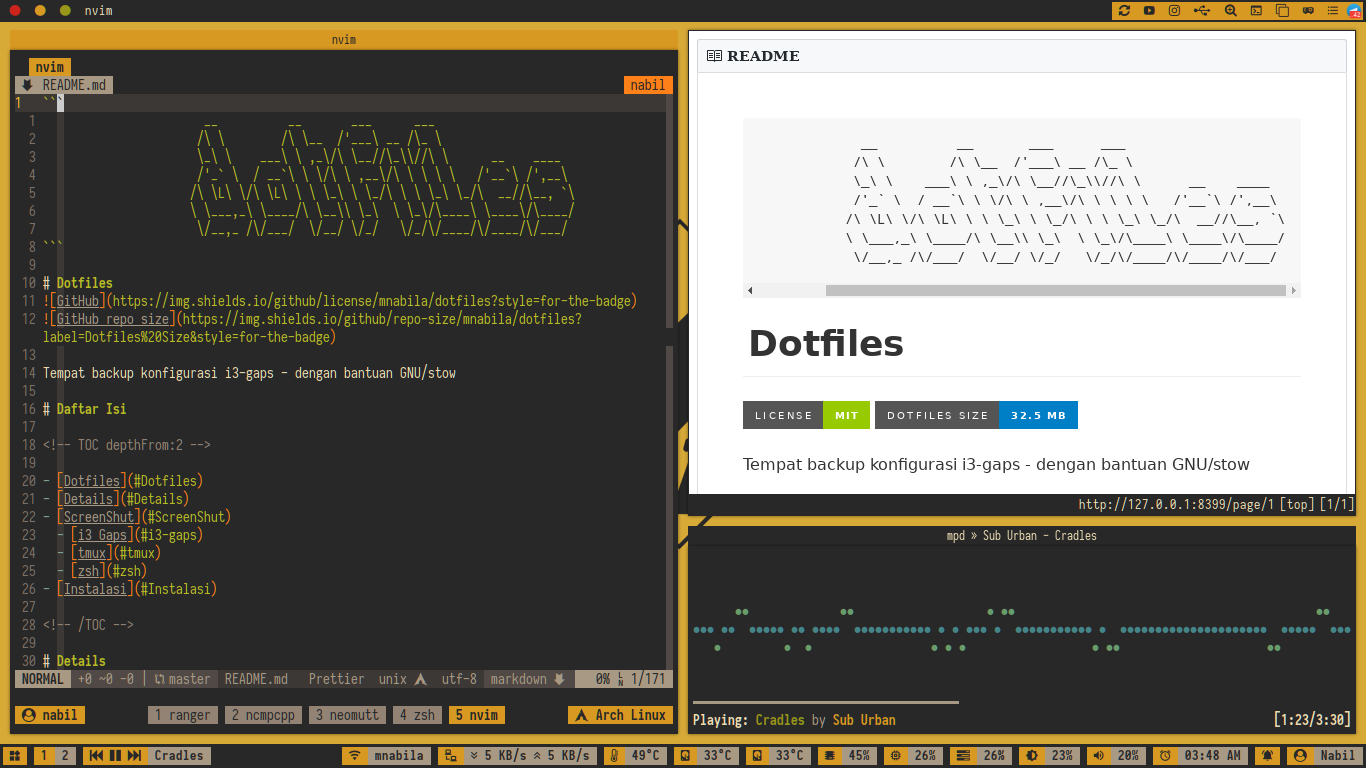 nvim
nvim
nvim
README.md
nabil
1 ```
1
2
3
4
5
6
7
8 ```
9
10 # Dotfiles
11 ![GitHub](https://img.shields.io/github/license/mnabila/dotfiles?style=for-the-badge)
12 ![GitHub repo size](https://img.shields.io/github/repo-size/mnabila/dotfiles?
label=Dotfiles%20Size&style=for-the-badge)
13
14 Tempat backup konfigurasi i3-gaps - dengan bantuan GNU/stow
15
16 # Daftar Isi
17
18 <!-- TOC depthFrom:2 -->
19
20 - [Dotfiles](#Dotfiles)
21 - [Details](#Details)
22 - [ScreenShut](#ScreenShut)
23 - [i3 Gaps](#i3-gaps)
24 - [tmux](#tmux)
25 - [zsh](#zsh)
26 - [Instalasi](#Instalasi)
27
28 <!-- /TOC -->
29
30 # Details
NORMAL +0 ~0 -0 | master README.md Prettier unix utf-8 markdown 0% LN 1/171
nabil 1 ranger 2 ncmpcpp 3 neomutt 4 zsh 5 nvim Arch Linux
README
Dotfiles
LICENSE MIT DOTFILES SIZE 32.5 MB
Tempat backup konfigurasi i3-gaps - dengan bantuan GNU/stow
http://127.0.0.1:8399/page/1 [top] [1/1]
mpd » Sub Urban - Cradles
Playing: Cradles by Sub Urban [1:23/3:30]
1 2 Cradles mnabila 5 KB/s 5 KB/s 49°C 33°C 33°C 45% 26% 26% 23% 20% 03:48 AM Nabil